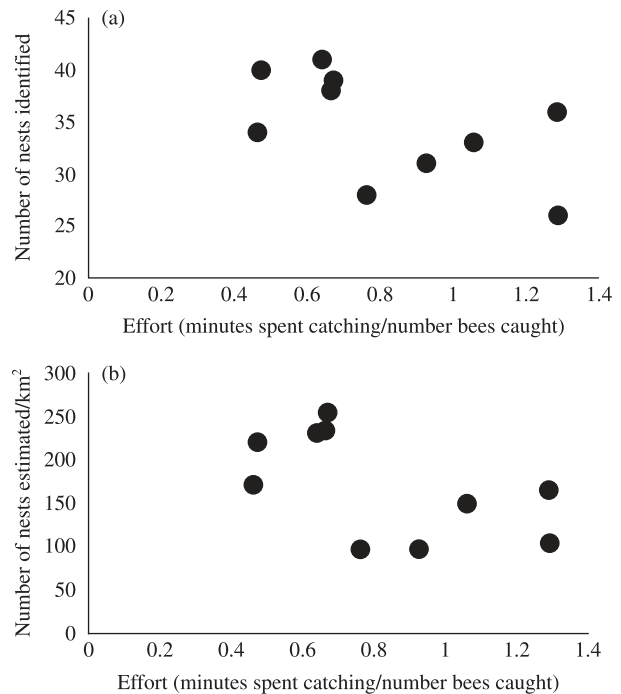 (a)
Number of nests identified
45
40
35
30
25
20
0 0.2 0.4 0.6 0.8 1 1.2 1.4
Effort (minutes spent catching/number bees caught)
(b)
Number of nests estimated/km²
300
250
200
150
100
50
0
0 0.2 0.4 0.6 0.8 1 1.2 1.4
Effort (minutes spent catching/number bees caught)